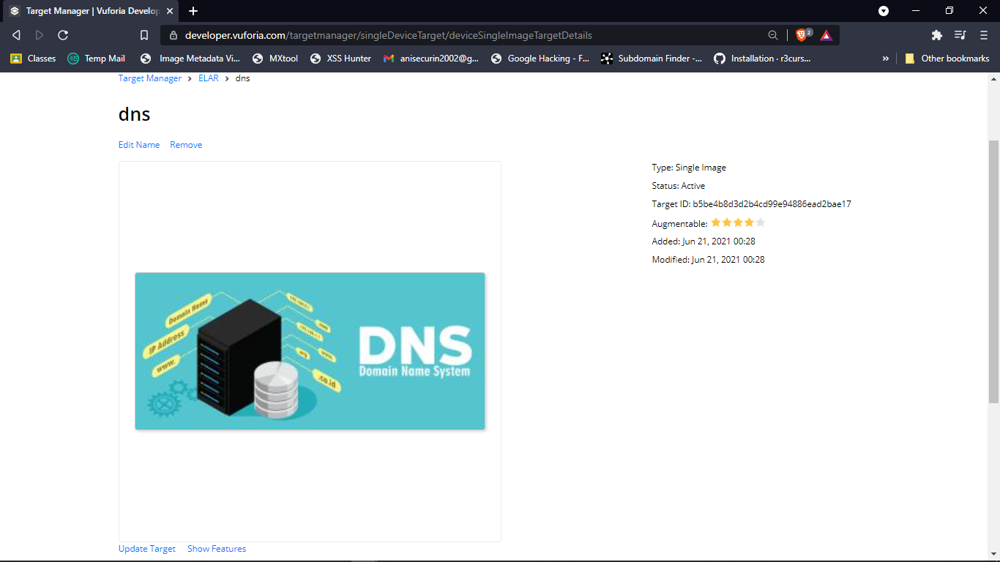 Target Manager | Vuforia Develop
developer.vuforia.com/targetmanager/singleDeviceTarget/deviceSingleImageTargetDetails
2
Classes Temp Mail Image Metadata Vi... MXtool XSS Hunter anisecurin2002@g... Google Hacking - F... Subdomain Finder -... Installation · r3curs... » Other bookmarks
Target Manager > ELAR > dns
dns
Edit Name Remove
Type: Single Image
Status: Active
Target ID: b5be4b8d3d2b4cd99e94886ead2bae17
Augmentable:
Added: Jun 21, 2021 00:28
Modified: Jun 21, 2021 00:28
Domain Name
IP Address
www.
.org
www.
.co.id
DNS
Domain Name System
Update Target Show Features